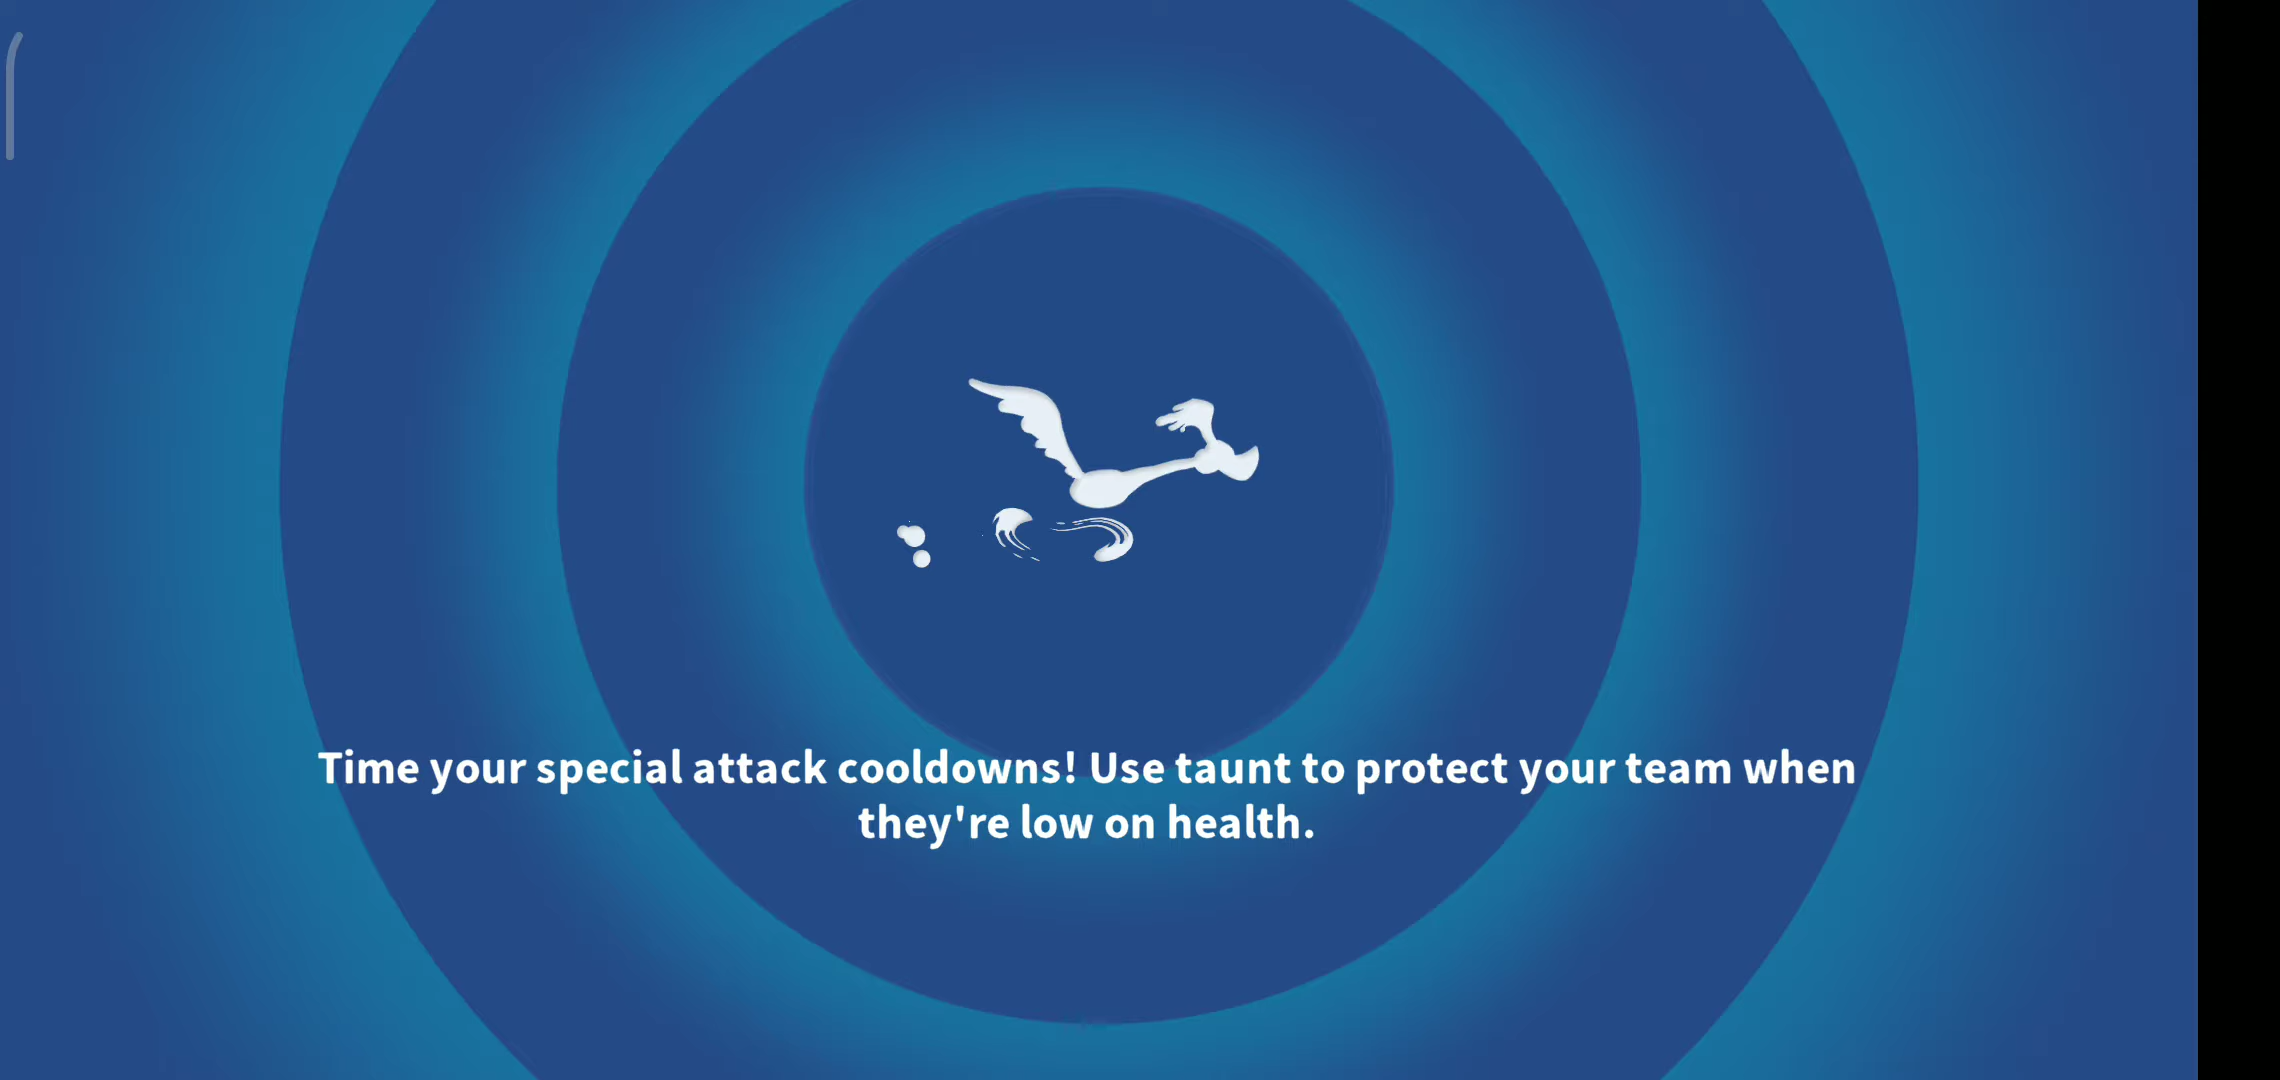 Time your special attack cooldowns! Use taunt to protect your team when
they're low on health.